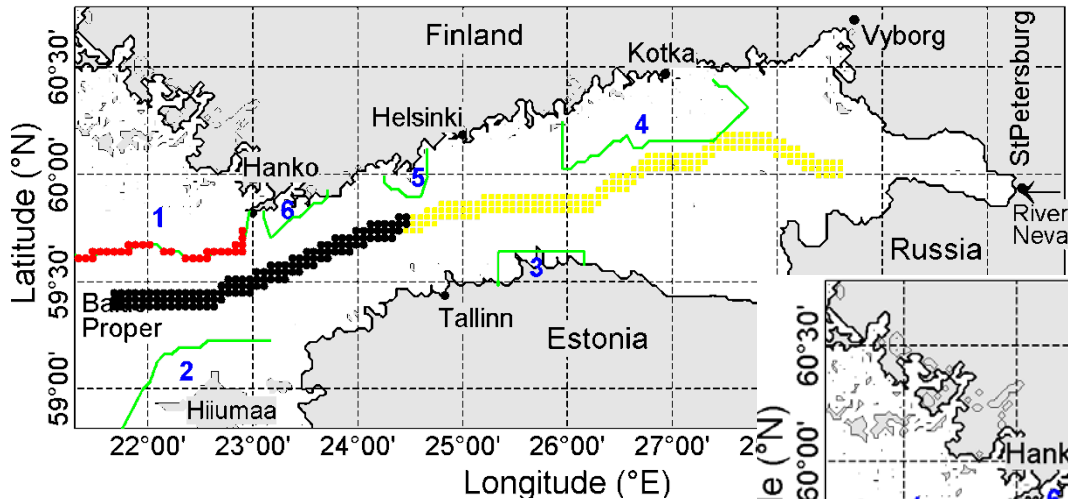 Finland
Vyborg
Kotka
StPetersburg
Helsinki
Hanko
River
Neva
Russia
Proper
Tallinn
Estonia
Hiiumaa
1
2
3
4
5
6
60°30'
60°00'
59°30'
59°00'
Latitude (°N)
22°00'
23°00'
24°00'
25°00'
26°00'
27°00'
Longitude (°E)
60°30'
60°00'